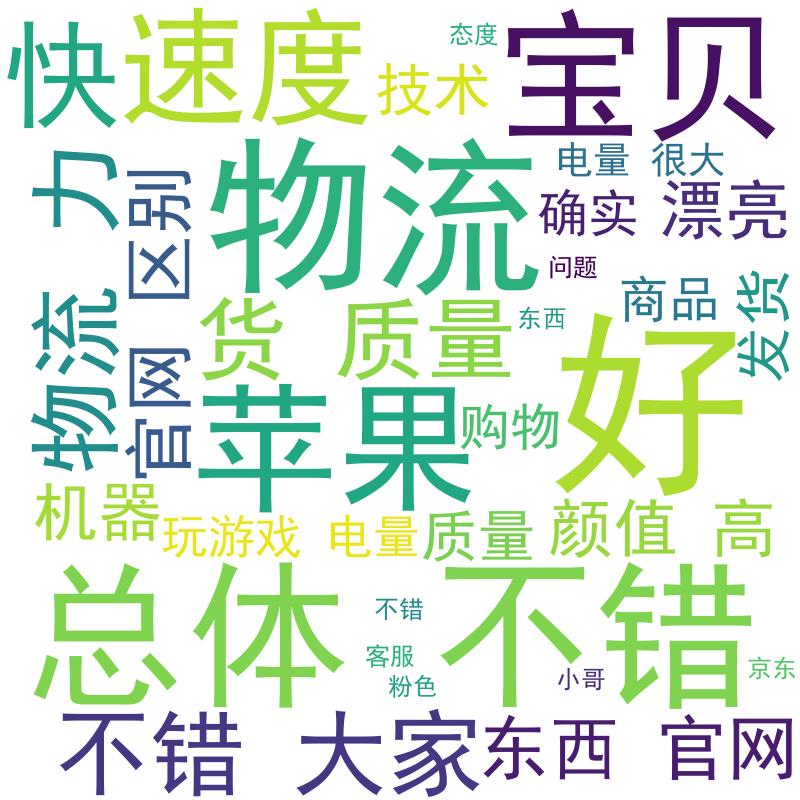 快 速度
态度
技术
宝贝
力
区别
物流
电量 很大
确实 漂亮
问题
物流
官网
货 质量
东西
商品
发货
好
苹果
购物
机器
玩游戏 电量
质量
颜值 高
总体 不错
不错
客服
粉色
小哥
京东
不错 大家
东西 官网